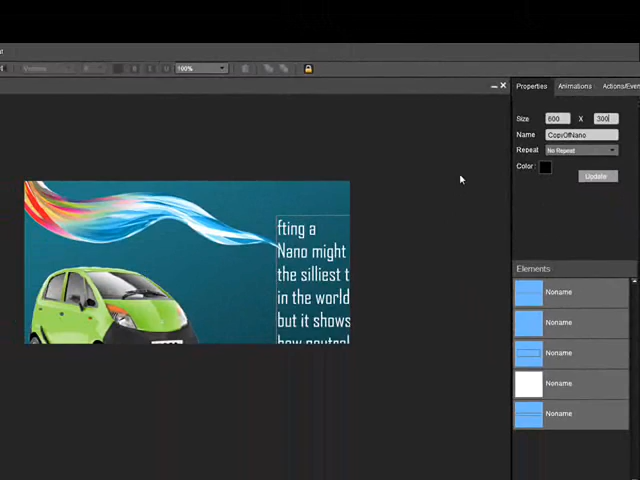 100%
Properties
Animations
Actions/Even
Size
600
X
300
Name
CopyOfNano
Repeat
No Repeat
Color :
Update
fting a
Nano might
the silliest t
in the world
but it shows
how neutral
Elements
Noname
Noname
Noname
Noname
Noname